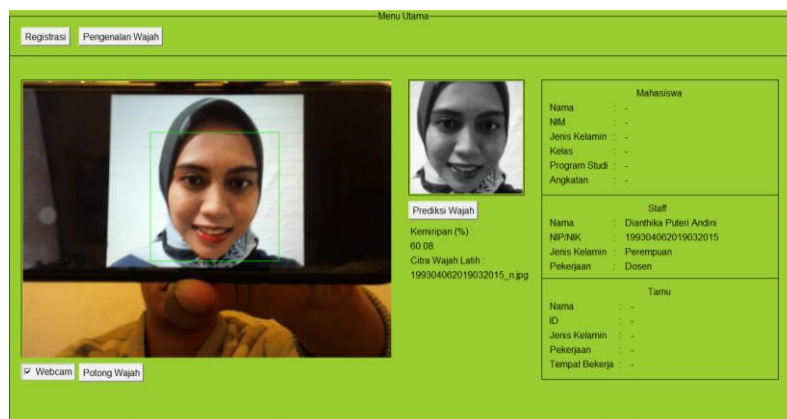 Menu Utama
Registrasi Pengenalan Wajah
Prediksi Wajah
Kemiripan (%) :
60.08
Citra Wajah Latih :
199304062019032015_n.jpg
Webcam Potong Wajah
Mahasiswa
Nama : -
NIM : -
Jenis Kelamin : -
Kelas : -
Program Studi : -
Angkatan : -
Staff
Nama : Dianthika Puteri Andini
NIP/NIK : 199304062019032015
Jenis Kelamin : Perempuan
Pekerjaan : Dosen
Tamu
Nama : -
ID : -
Jenis Kelamin : -
Pekerjaan : -
Tempat Bekerja : -